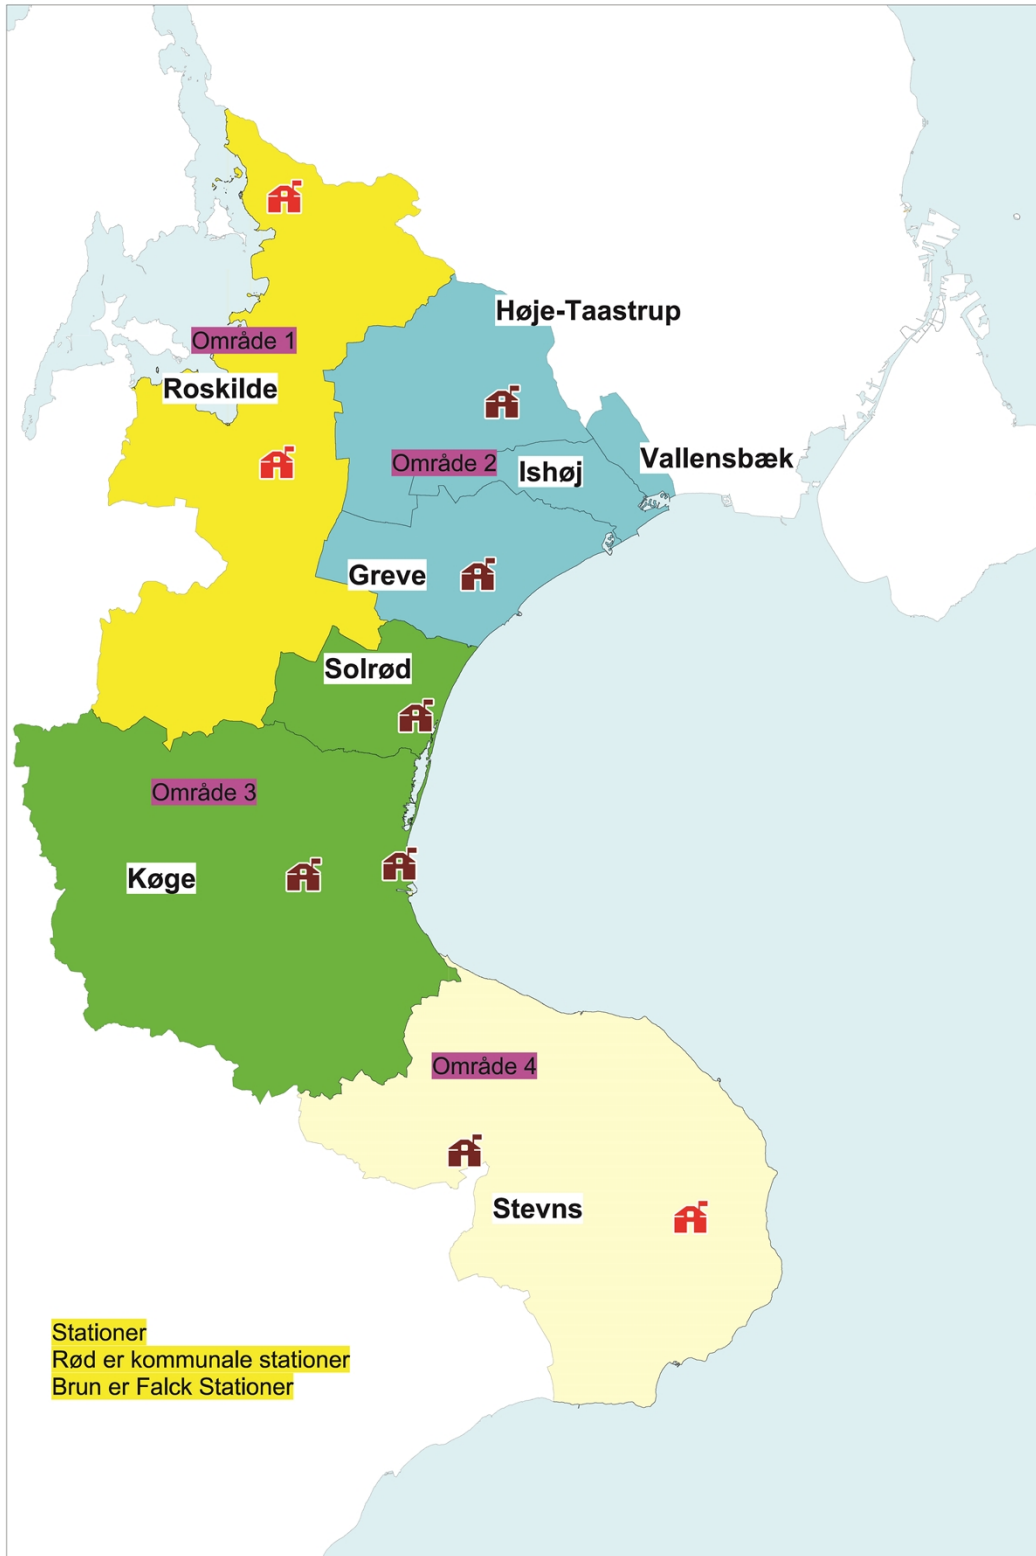 Høje-Taastrup
Område 1
Roskilde
Vallensbæk
Område 2
Ishøj
Greve
Solrød
Område 3
Køge
Område 4
Stevns
Stationer
Rød er kommunale stationer
Brun er Falck Stationer